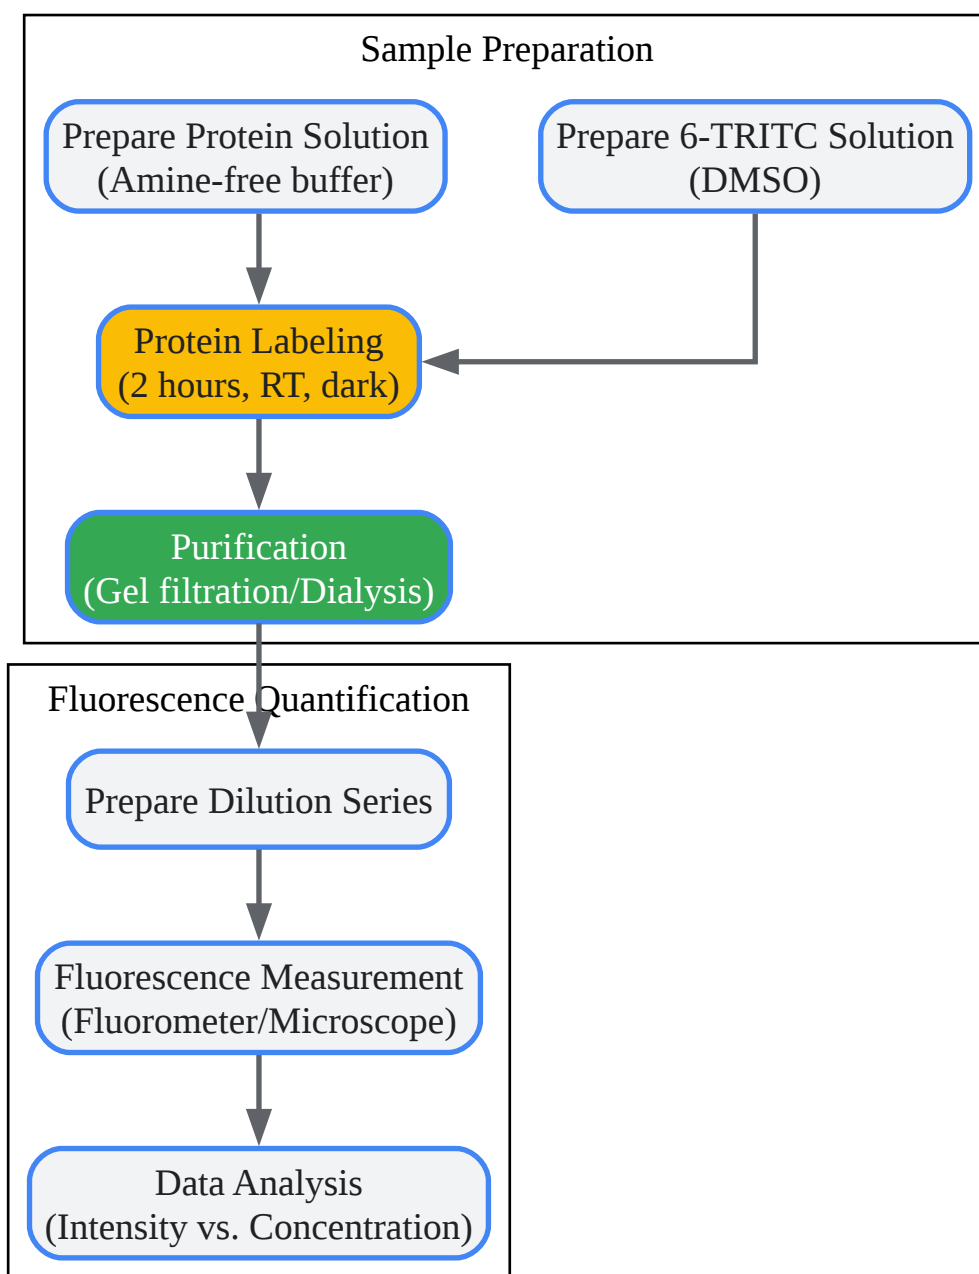 Sample Preparation
Prepare Protein Solution
(Amine-free buffer)
Prepare 6-TRITC Solution
(DMSO)
Protein Labeling
(2 hours, RT, dark)
Purification
(Gel filtration/Dialysis)
Fluorescence Quantification
Prepare Dilution Series
Fluorescence Measurement
(Fluorometer/Microscope)
Data Analysis
(Intensity vs. Concentration)